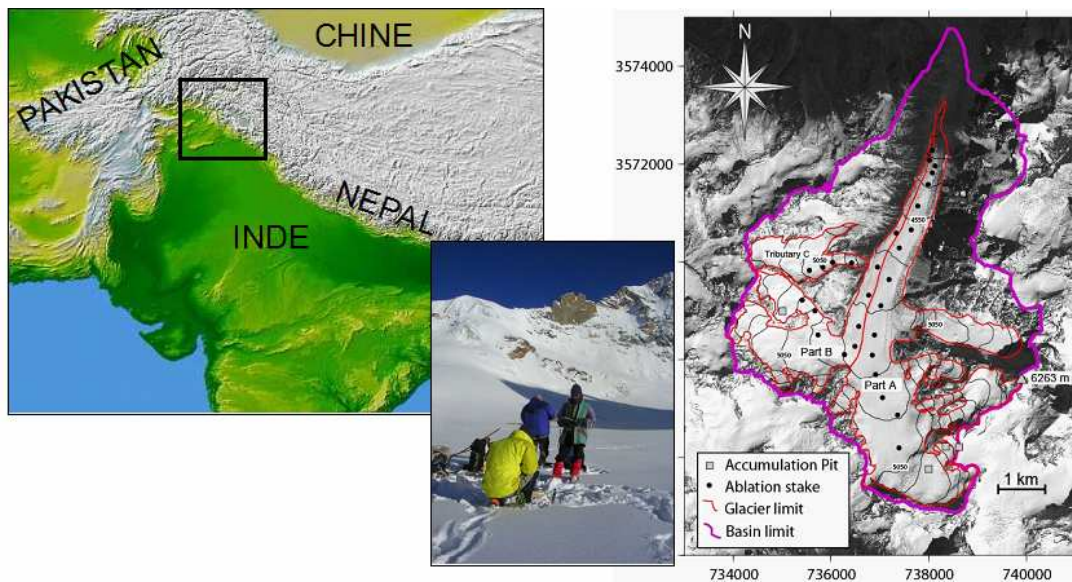 CHINE
PAKISTAN
NEPAL
INDE
N
3574000
3572000
4550
Tributary C
5050
5050
5050
Part B
Part A
6263 m
5050
Accumulation Pit
Ablation stake
Glacier limit
Basin limit
1 km
734000
736000
738000
740000